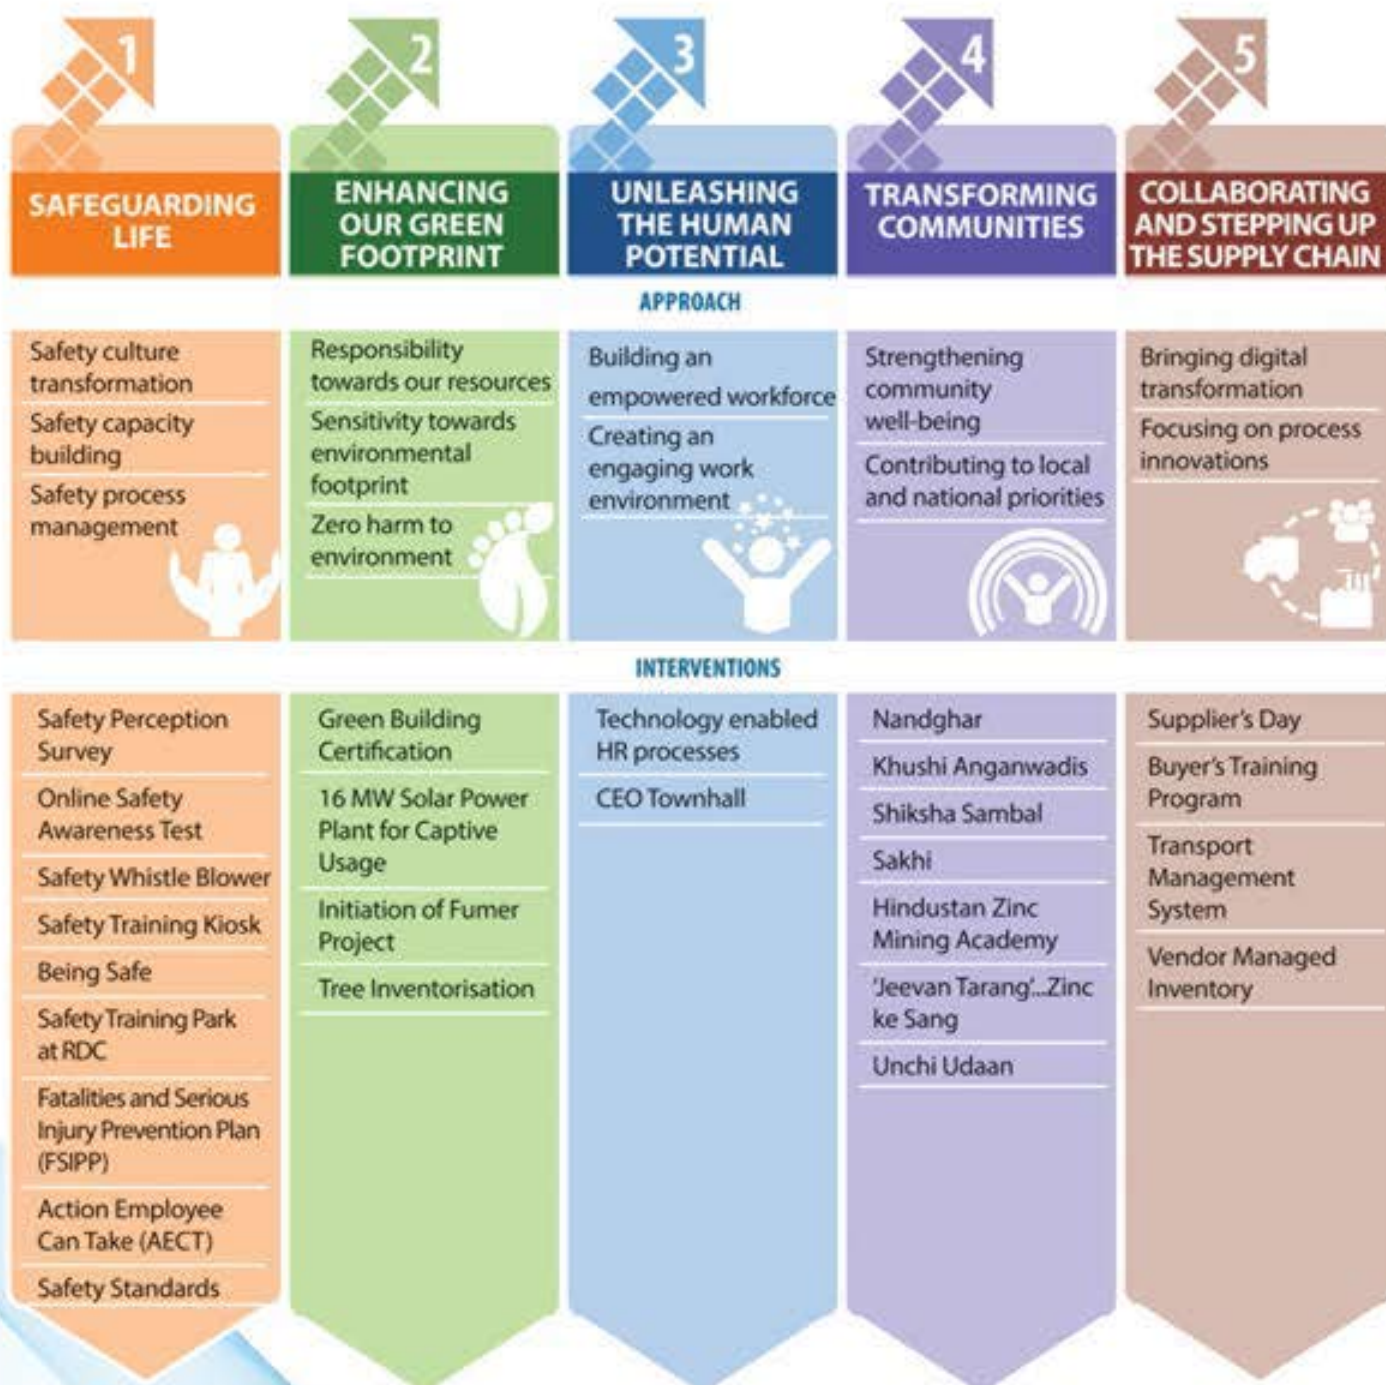 1
SAFEGUARDING
LIFE
2
ENHANCING
OUR GREEN
FOOTPRINT
3
UNLEASHING
THE HUMAN
POTENTIAL
4
TRANSFORMING
COMMUNITIES
5
COLLABORATING
AND STEPPING UP
THE SUPPLY CHAIN
APPROACH
Safety culture
transformation
Safety capacity
building
Safety process
management
Responsibility
towards our resources
Sensitivity towards
environmental
footprint
Zero harm to
environment
Building an
empowered workforce
Creating an
engaging work
environment
Strengthening
community
well-being
Contributing to local
and national priorities
Bringing digital
transformation
Focusing on process
innovations
INTERVENTIONS
Safety Perception
Survey
Online Safety
Awareness Test
Safety Whistle Blower
Safety Training Kiosk
Being Safe
Safety Training Park
at RDC
Fatalities and Serious
Injury Prevention Plan
(FSIPP)
Action Employee
Can Take (AECT)
Safety Standards
Green Building
Certification
16 MW Solar Power
Plant for Captive
Usage
Initiation of Fumer
Project
Tree Inventorisation
Technology enabled
HR processes
CEO Townhall
Nandghar
Khushi Anganwadis
Shiksha Sambal
Sakhi
Hindustan Zinc
Mining Academy
'Jeevan Tarang'...Zinc
ke Sang
Unchi Udaan
Supplier's Day
Buyer's Training
Program
Transport
Management
System
Vendor Managed
Inventory